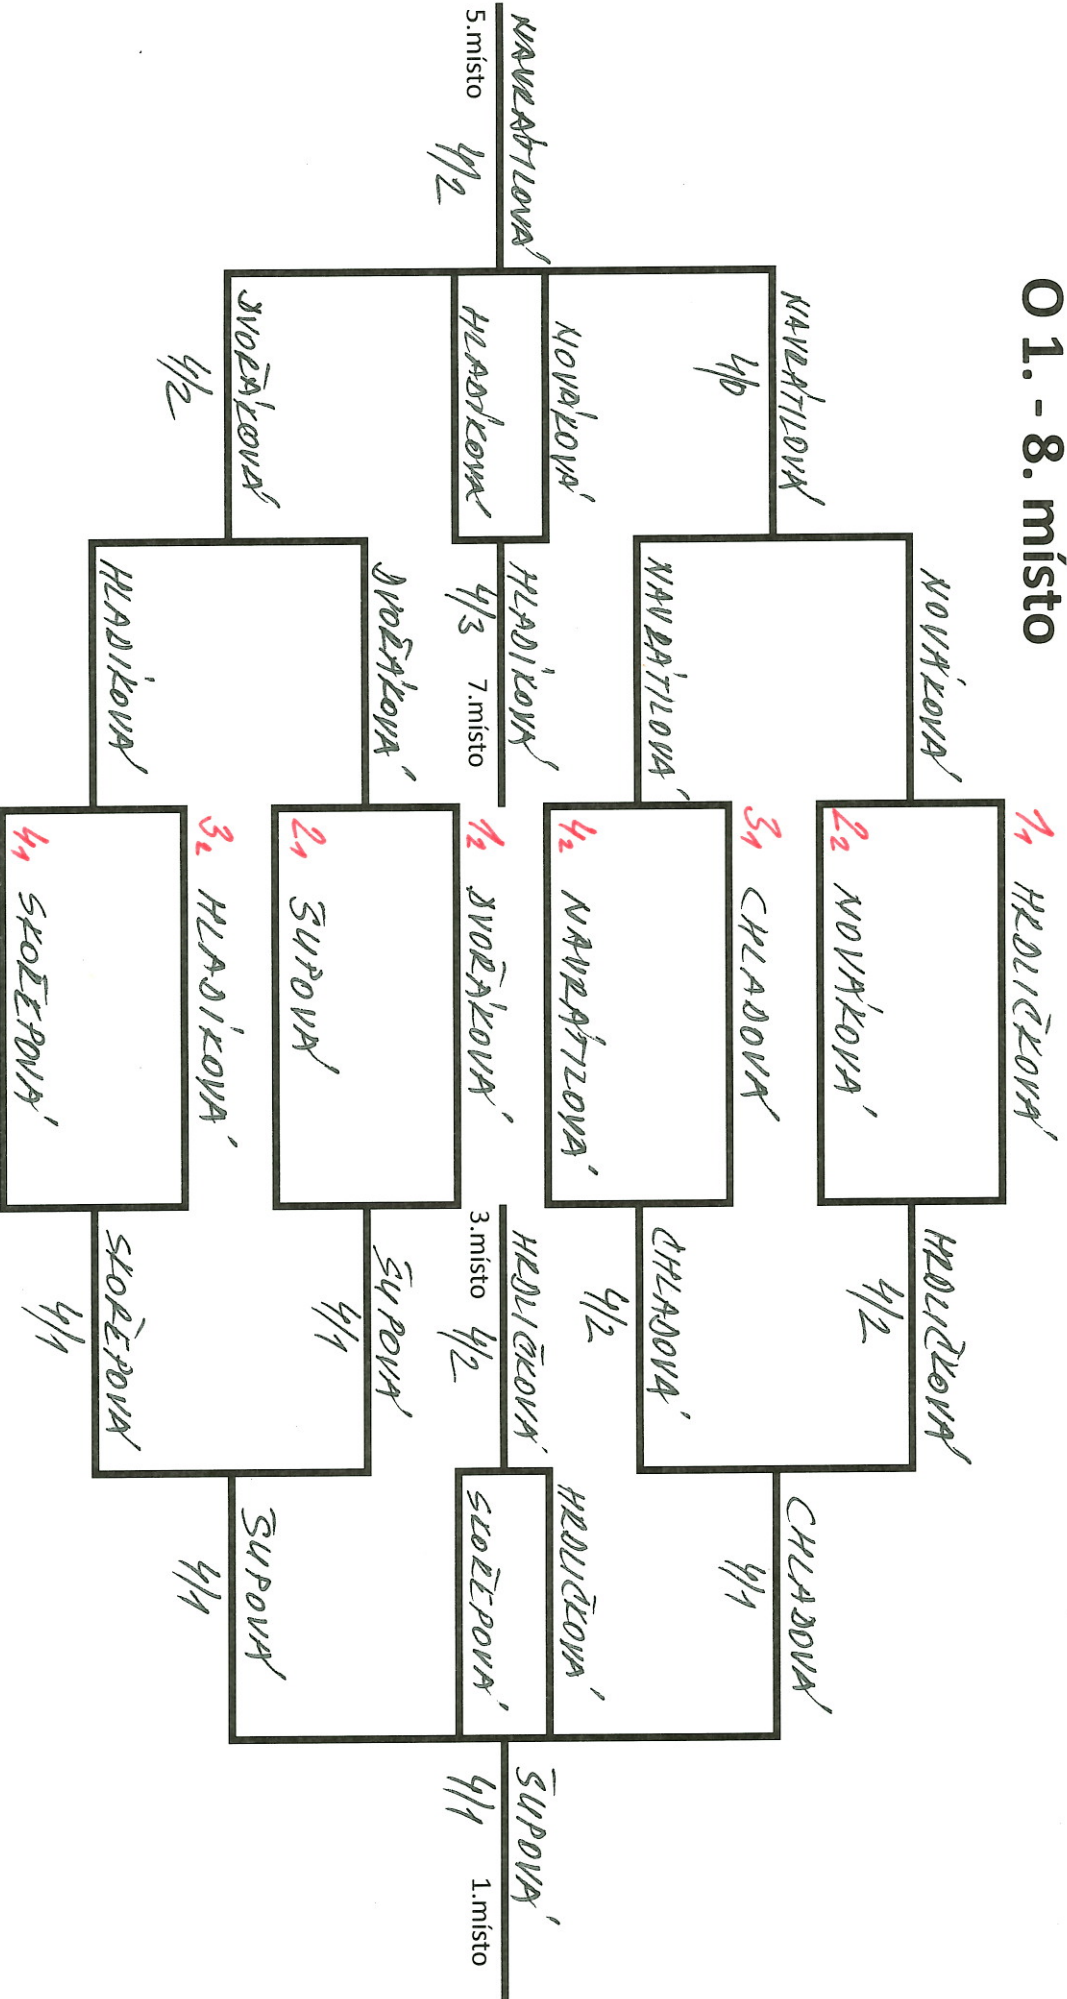 O 1. - 8. místo
1₁ HRDLIČKOVÁ
NOVÁKOVÁ
HRDLIČKOVÁ
4/2
2₂ NOVÁKOVÁ
NAVRÁTILOVÁ
4/0
CHLADOVÁ
4/1
3₁ CHLADOVÁ
NAVRÁTILOVÁ
CHLADOVÁ
4/2
4₂ NAVRÁTILOVÁ
NOVÁKOVÁ
HRDLIČKOVÁ
NAVRÁTILOVÁ
5.místo
4/2
HLADÍKOVÁ
HLADÍKOVÁ
4/3
7.místo
HRDLIČKOVÁ
3.místo
4/2
SKOŘEPOVÁ
ŠUPOVÁ
4/1
1.místo
1₂ DVOŘÁKOVÁ
DVOŘÁKOVÁ
ŠUPOVÁ
4/1
2₁ ŠUPOVÁ
DVOŘÁKOVÁ
4/2
ŠUPOVÁ
4/1
3₂ HLADÍKOVÁ
HLADÍKOVÁ
SKOŘEPOVÁ
4/1
4₁ SKOŘEPOVÁ